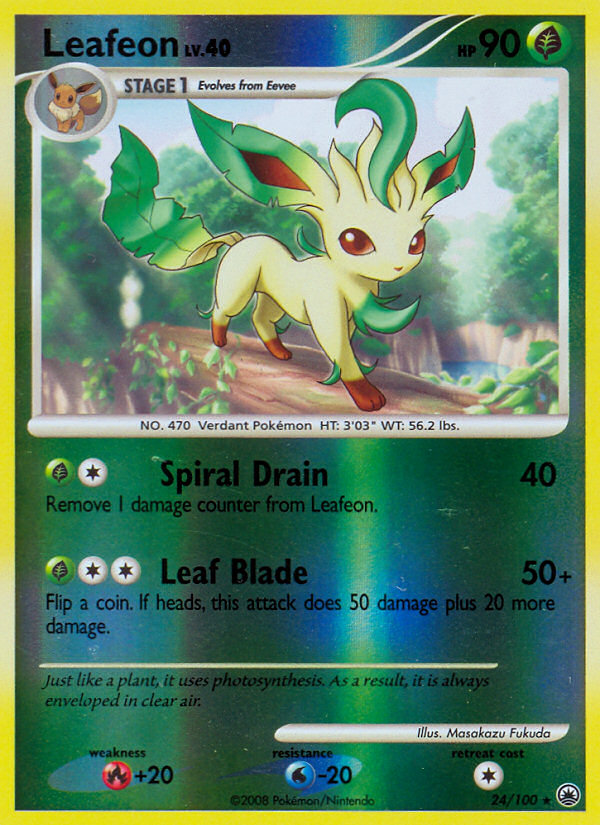 Leafeon LV.40 HP 90
STAGE 1 Evolves from Eevee
NO. 470 Verdant Pokémon HT: 3'03" WT: 56.2 lbs.
Spiral Drain 40
Remove 1 damage counter from Leafeon.
Leaf Blade 50+
Flip a coin. If heads, this attack does 50 damage plus 20 more
damage.
Just like a plant, it uses photosynthesis. As a result, it is always
enveloped in clear air.
Illus. Masakazu Fukuda
weakness resistance retreat cost
+20 -20
©2008 Pokémon/Nintendo 24/100 ★